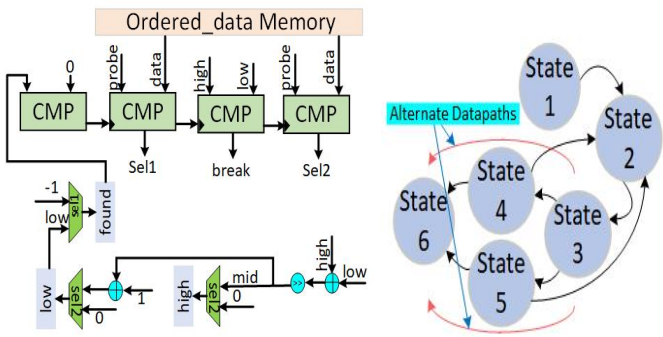 Ordered_data Memory
0
probe
data
high
low
probe
data
CMP
CMP
CMP
CMP
Sel1
break
Sel2
-1
low
sel1
found
low
sel2
1
0
high
sel2
mid
0
>>
high
low
Alternate Datapaths
State
1
State
2
State
4
State
6
State
3
State
5